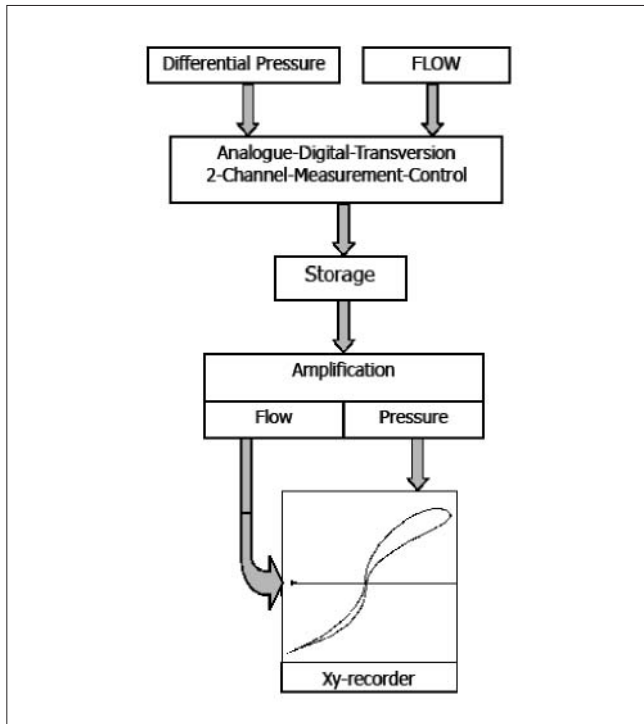 Differential Pressure
FLOW
Analogue-Digital-Transversion
2-Channel-Measurement-Control
Storage
Amplification
Flow
Pressure
Xy-recorder